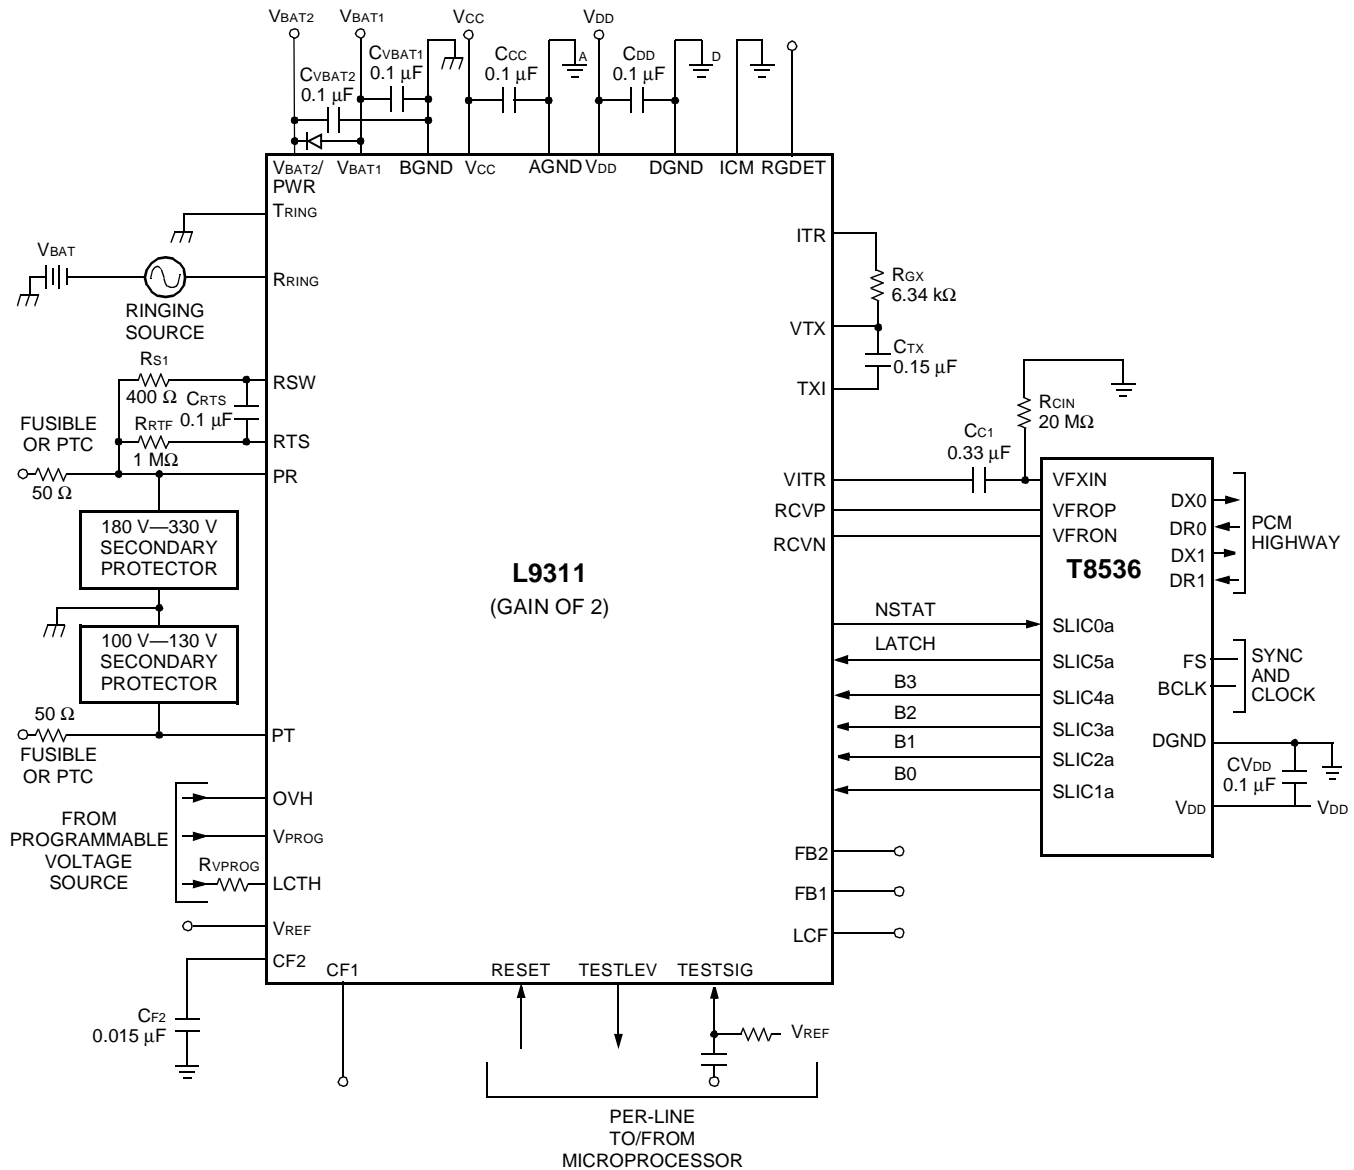 VBAT2
VBAT1
VCC
VDD
CVBAT2
0.1 µF
CVBAT1
0.1 µF
CCC
0.1 µF
A
CDD
0.1 µF
D
VBAT2/
PWR
VBAT1
BGND
VCC
AGND
VDD
DGND
ICM
RGDET
TRING
VBAT
RRING
RINGING
SOURCE
RS1
400 Ω
RSW
CRTS
0.1 µF
RRTF
1 MΩ
RTS
FUSIBLE
OR PTC
50 Ω
PR
180 V—330 V
SECONDARY
PROTECTOR
100 V—130 V
SECONDARY
PROTECTOR
50 Ω
FUSIBLE
OR PTC
PT
FROM
PROGRAMMABLE
VOLTAGE
SOURCE
OVH
VPROG
RVPROG
LCTH
VREF
CF2
CF2
0.015 µF
CF1
RESET
TESTLEV
TESTSIG
VREF
PER-LINE
TO/FROM
MICROPROCESSOR
L9311
(GAIN OF 2)
ITR
RGX
6.34 kΩ
VTX
CTX
0.15 µF
TXI
RCIN
20 MΩ
CC1
0.33 µF
VITR
RCVP
RCVN
NSTAT
LATCH
B3
B2
B1
B0
FB2
FB1
LCF
VFXIN
VFROP
VFRON
T8536
SLIC0a
SLIC5a
SLIC4a
SLIC3a
SLIC2a
SLIC1a
DX0
DR0
DX1
DR1
PCM
HIGHWAY
FS
BCLK
SYNC
AND
CLOCK
DGND
CVDD
0.1 µF
VDD
VDD